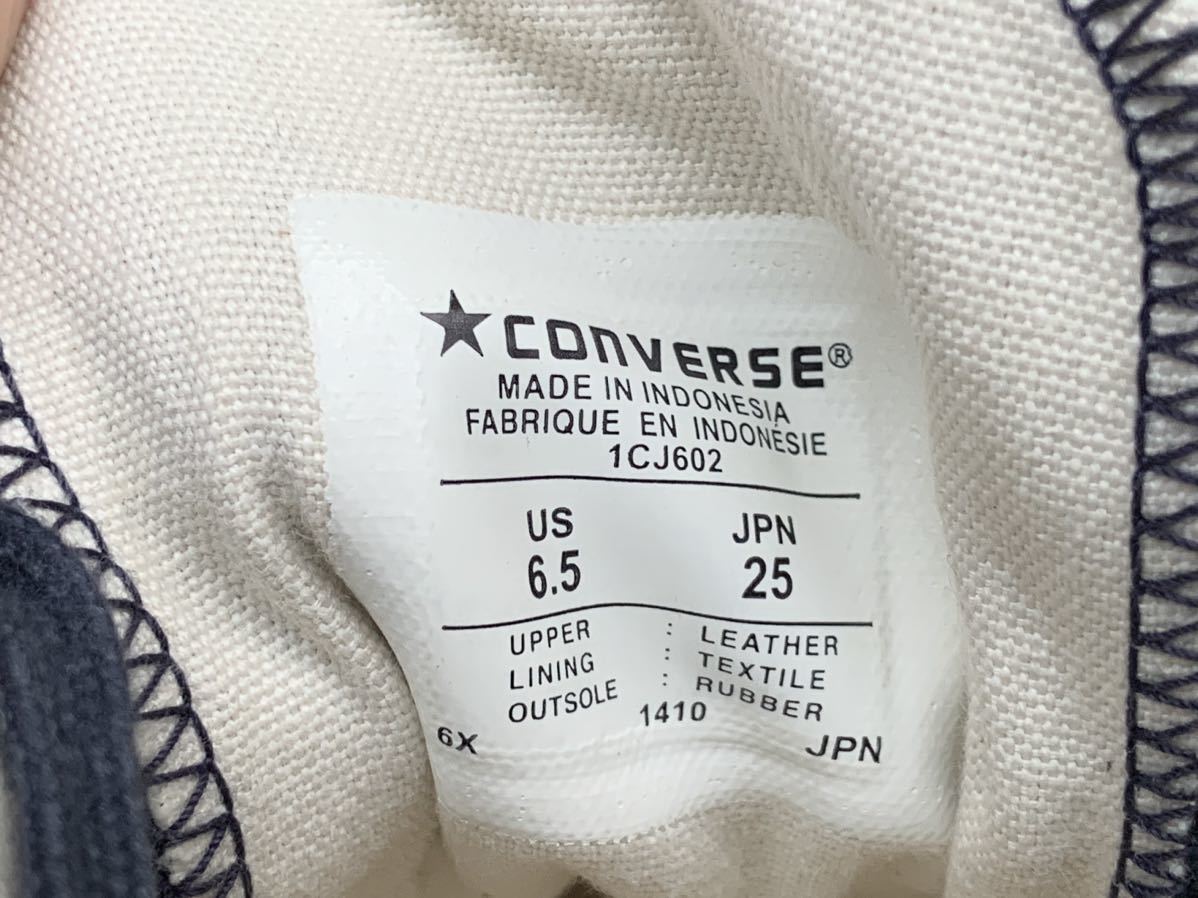 ★CONVERSE®
MADE IN INDONESIA
FABRIQUE EN INDONÉSIE
1CJ602
US JPN
6.5 25
UPPER : LEATHER
LINING : TEXTILE
OUTSOLE : RUBBER
1410
6X JPN